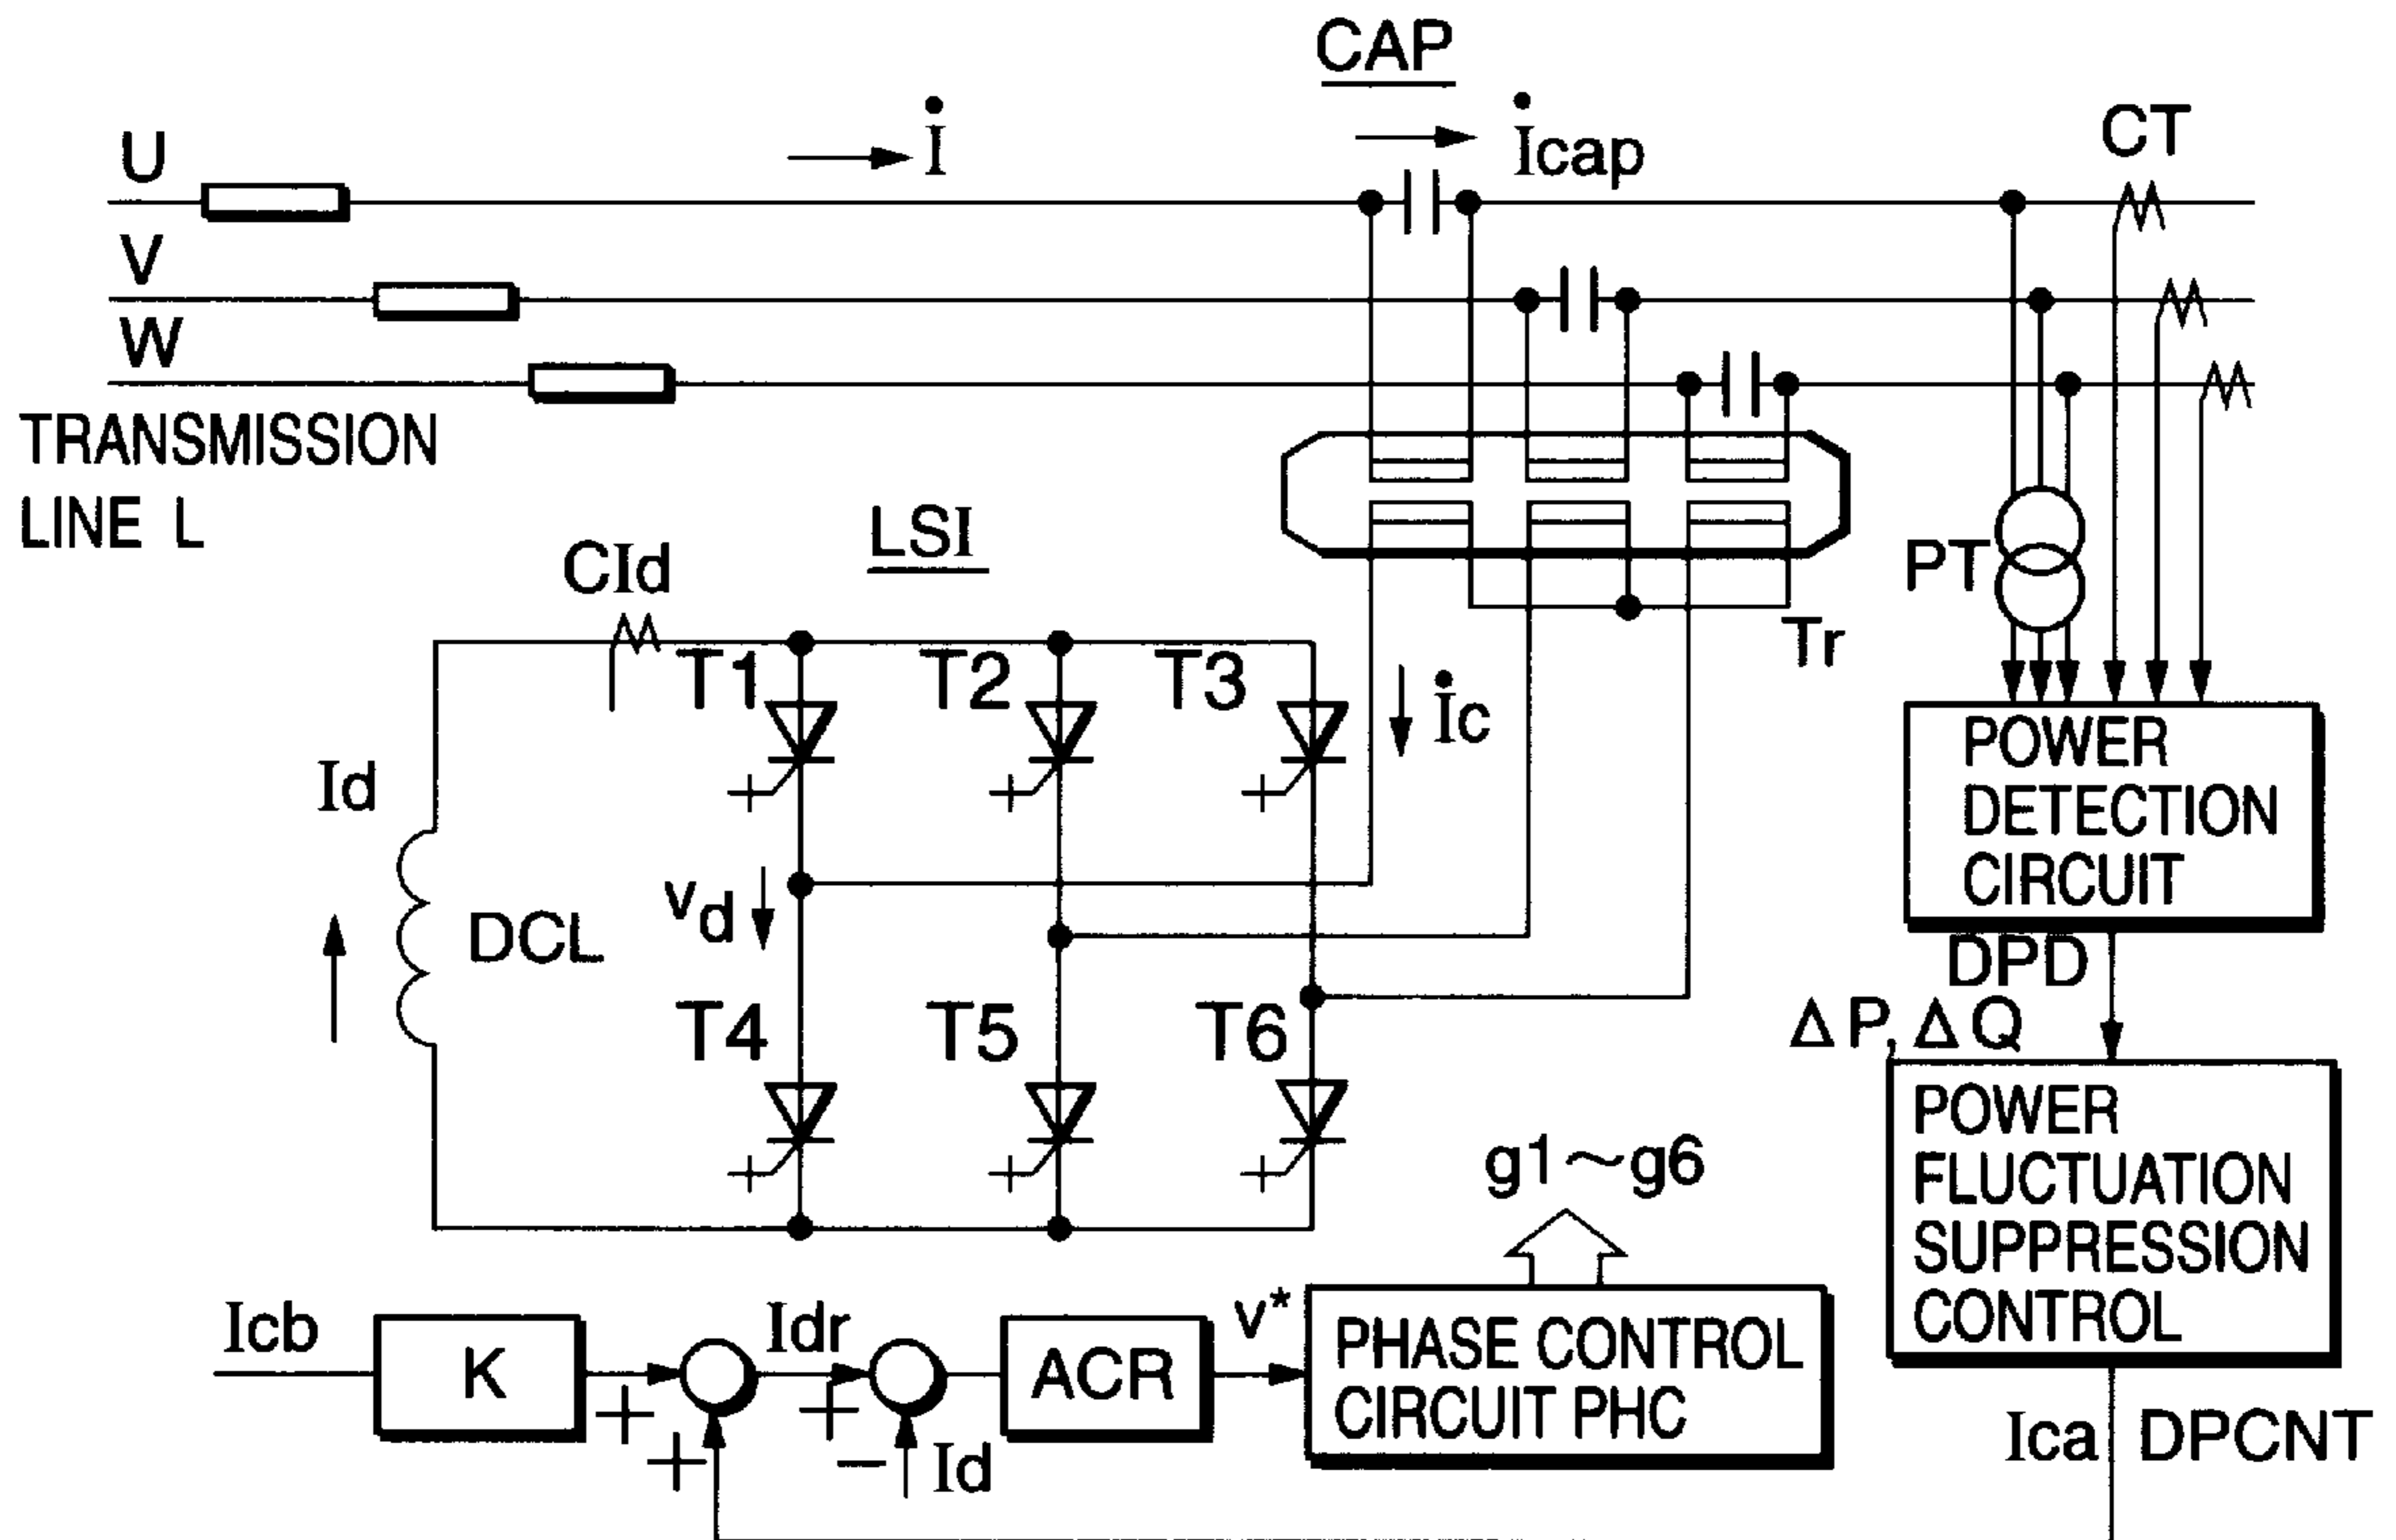 CAP
İ
İcap
CT
U
V
W
TRANSMISSION
LINE L
LSI
CId
PT
Tr
T1
T2
T3
İc
Id
POWER
DETECTION
CIRCUIT
vd
DCL
DPD
ΔP, ΔQ
T4
T5
T6
POWER
FLUCTUATION
SUPPRESSION
CONTROL
g1~g6
Icb
K
+
+
Idr
+
−
Id
ACR
v*
PHASE CONTROL
CIRCUIT PHC
Ica
DPCNT